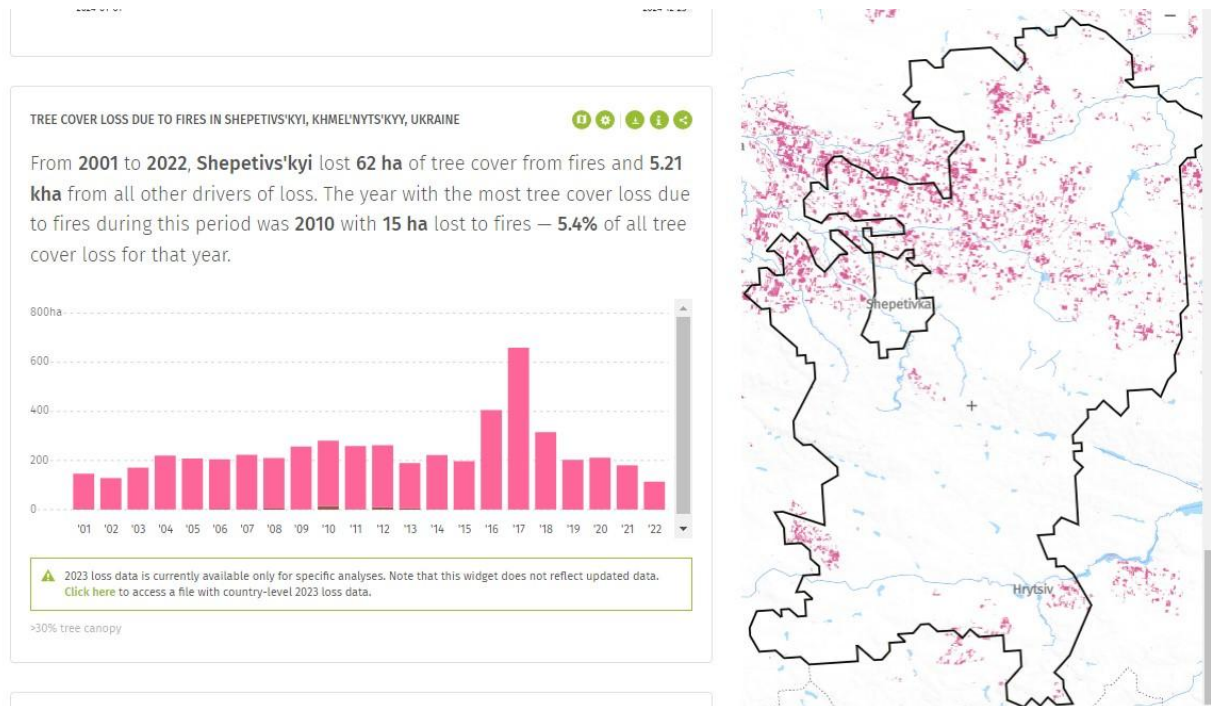 TREE COVER LOSS DUE TO FIRES IN SHEPETIVS'KYI, KHMEL'NYTS'KYY, UKRAINE
From 2001 to 2022, Shepetivs'kyi lost 62 ha of tree cover from fires and 5.21
kha from all other drivers of loss. The year with the most tree cover loss due
to fires during this period was 2010 with 15 ha lost to fires — 5.4% of all tree
cover loss for that year.
800ha
600
400
200
0
'01 '02 '03 '04 '05 '06 '07 '08 '09 '10 '11 '12 '13 '14 '15 '16 '17 '18 '19 '20 '21 '22
2023 loss data is currently available only for specific analyses. Note that this widget does not reflect updated data.
Click here to access a file with country-level 2023 loss data.
>30% tree canopy
Shepetivka
Hrytsiv